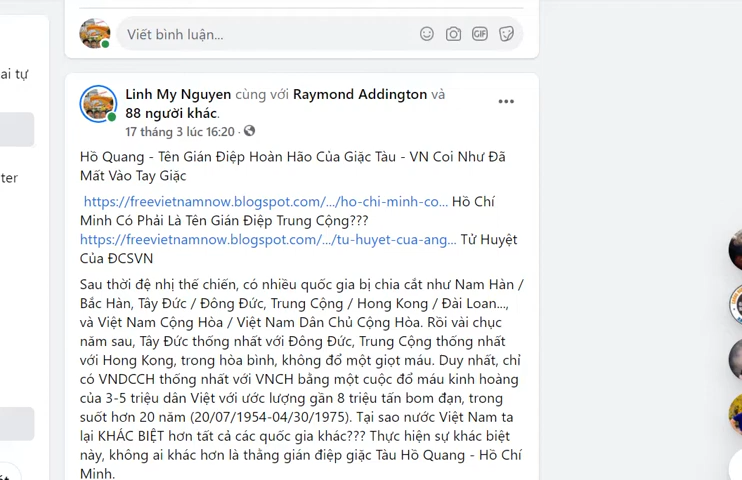 Viết bình luận...
GIF
ai tự
ter
Linh My Nguyen cùng với Raymond Addington và
88 người khác.
17 tháng 3 lúc 16:20 ·
Hồ Quang - Tên Gián Điệp Hoàn Hão Của Giặc Tàu - VN Coi Như Đã
Mất Vào Tay Giặc
https://freevietnamnow.blogspot.com/.../ho-chi-minh-co... Hồ Chí
Minh Có Phải Là Tên Gián Điệp Trung Cộng???
https://freevietnamnow.blogspot.com/.../tu-huyet-cua-ang... Tử Huyệt
Của ĐCSVN
Sau thời đệ nhị thế chiến, có nhiều quốc gia bị chia cắt như Nam Hàn /
Bắc Hàn, Tây Đức / Đông Đức, Trung Cộng / Hong Kong / Đài Loan...,
và Việt Nam Cộng Hòa / Việt Nam Dân Chủ Cộng Hòa. Rồi vài chục
năm sau, Tây Đức thống nhất với Đông Đức, Trung Cộng thống nhất
với Hong Kong, trong hòa bình, không đổ một giọt máu. Duy nhất, chỉ
có VNDCCH thống nhất với VNCH bằng một cuộc đổ máu kinh hoàng
của 3-5 triệu dân Việt với ước lượng gần 8 triệu tấn bom đạn, trong
suốt hơn 20 năm (20/07/1954-04/30/1975). Tại sao nước Việt Nam ta
lại KHÁC BIỆT hơn tất cả các quốc gia khác??? Thực hiện sự khác biệt
này, không ai khác hơn là thằng gián điệp giặc Tàu Hồ Quang - Hồ Chí
Minh.